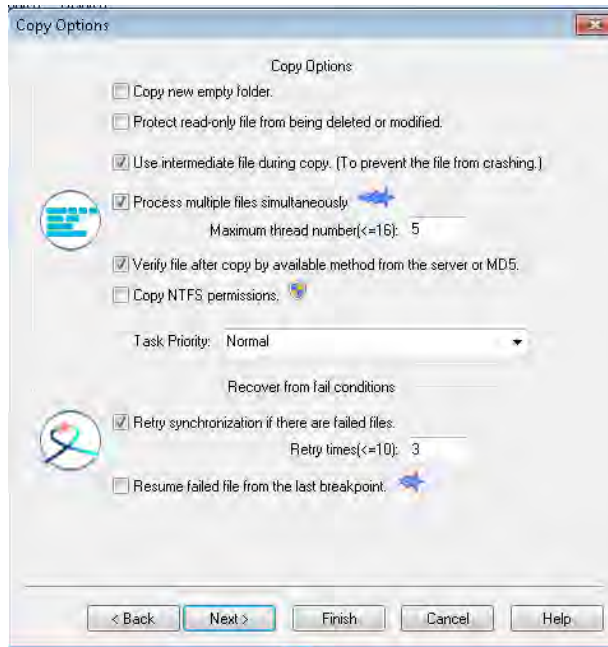 Copy Options
Copy Options
Copy new empty folder.
Protect read-only file from being deleted or modified.
Use intermediate file during copy. (To prevent the file from crashing.)
Process multiple files simultaneously
Maximum thread number(<=16): 5
Verify file after copy by available method from the server or MD5.
Copy NTFS permissions.
Task Priority: Normal
Recover from fail conditions
Retry synchronization if there are failed files.
Retry times(<=10): 3
Resume failed file from the last breakpoint.
< Back Next > Finish Cancel Help